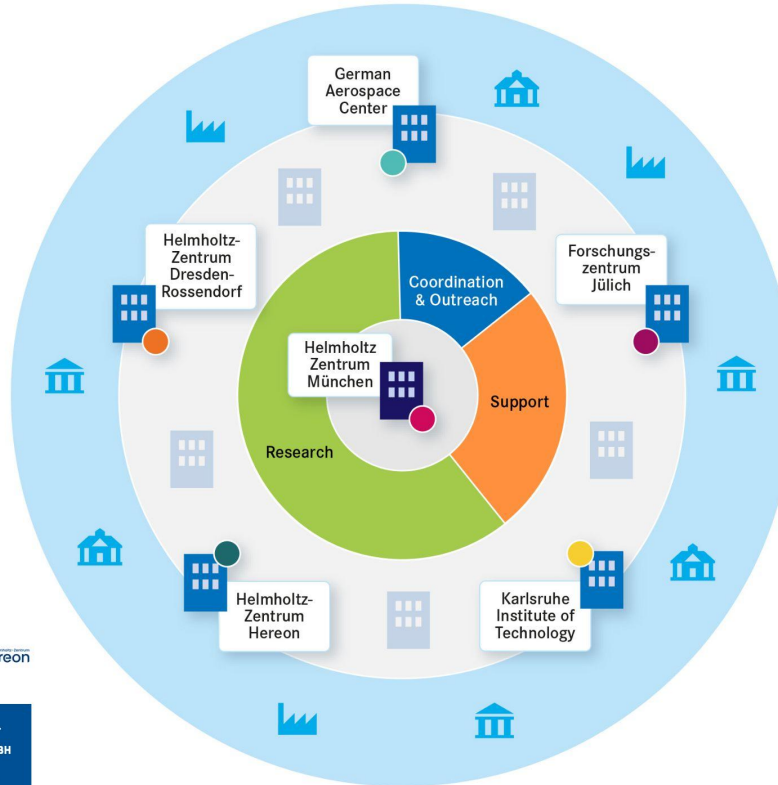 German
Aerospace
Center
Helmholtz-
Zentrum
Dresden-
Rossendorf
Forschungs-
zentrum
Jülich
Coordination
& Outreach
Helmholtz
Zentrum
München
Support
Research
Helmholtz-
Zentrum
Hereon
Karlsruhe
Institute of
Technology